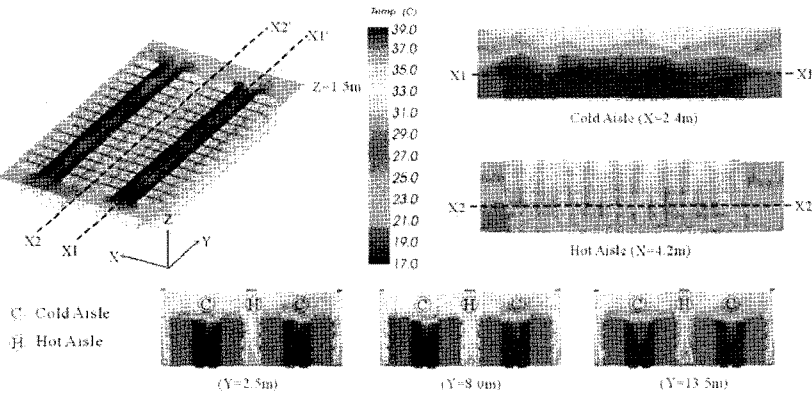 Temp (C)
39.0
37.0
35.0
33.0
31.0
29.0
27.0
25.0
23.0
21.0
19.0
17.0
X2'
X1'
Z=1.5m
X2
X1
X
Y
Z
X1
X1
Cold Aisle (X=2.4m)
X2
X2
Hot Aisle (X=4.2m)
C Cold Aisle
H Hot Aisle
C H C
(Y=2.5m)
C H C
(Y=8.0m)
C H C
(Y=13.5m)